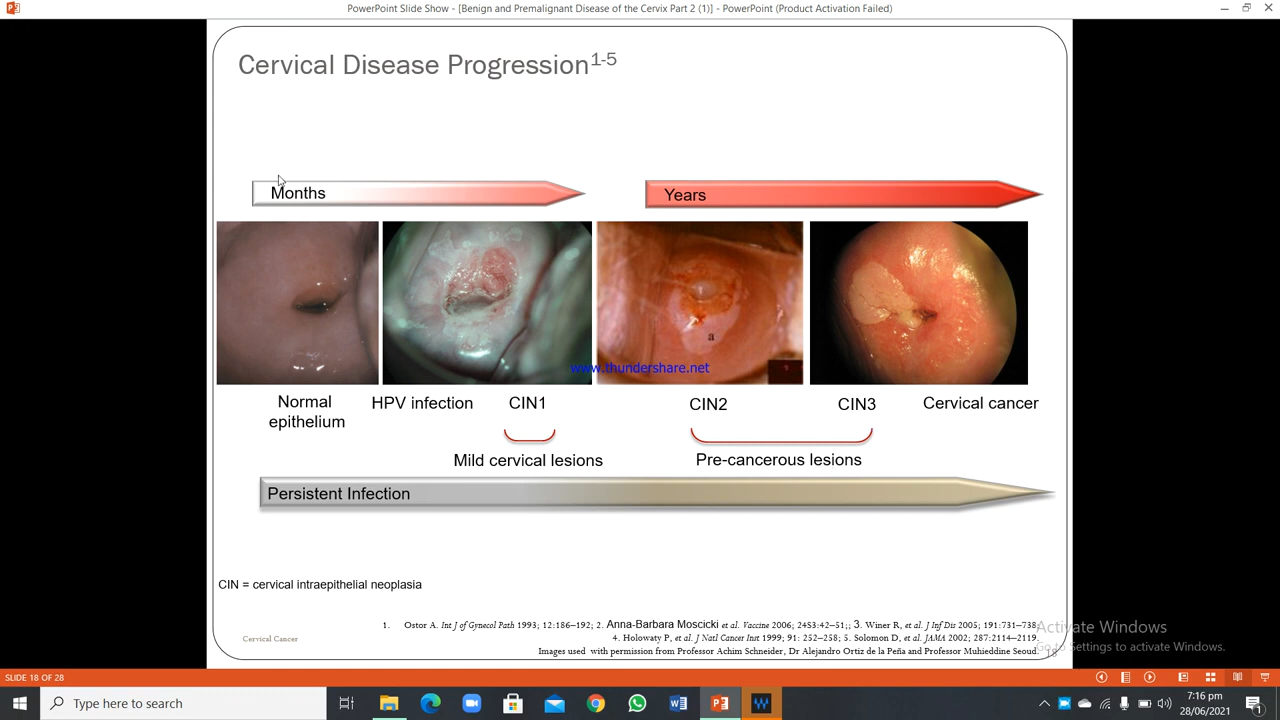 PowerPoint Slide Show - [Benign and Premalignant Disease of the Cervix Part 2 (1)] - PowerPoint (Product Activation Failed)
Cervical Disease Progression1-5
Months
Years
a
www.thundershare.net
Normal
epithelium
HPV infection
CIN1
CIN2
CIN3
Cervical cancer
Mild cervical lesions
Pre-cancerous lesions
Persistent Infection
CIN = cervical intraepithelial neoplasia
1. Ostor A. Int J of Gynecol Path 1993; 12:186–192; 2. Anna-Barbara Moscicki et al. Vaccine 2006; 24S3:42–51;; 3. Winer R, et al. J Inf Dis 2005; 191:731–738;
4. Holowaty P, et al. J Natl Cancer Inst 1999; 91: 252–258; 5. Solomon D, et al. JAMA 2002; 287:2114–2119.
Images used with permission from Professor Achim Schneider, Dr Alejandro Ortiz de la Peña and Professor Muhieddine Seoud.
Cervical Cancer
18
Activate Windows
Go to Settings to activate Windows.
SLIDE 18 OF 28
Type here to search
7:16 pm
28/06/2021